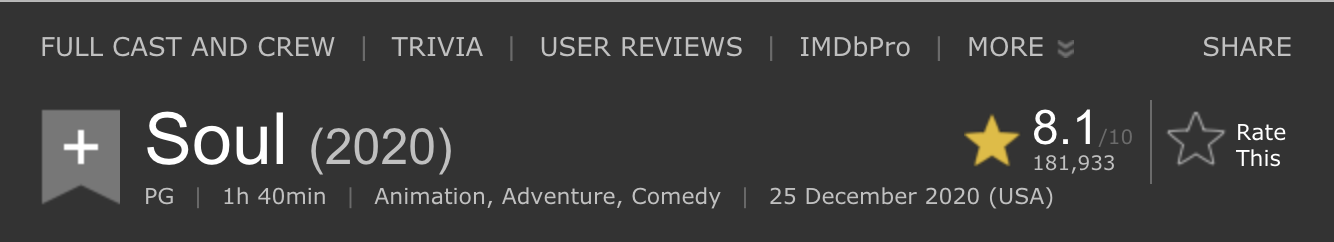 FULL CAST AND CREW | TRIVIA | USER REVIEWS | IMDbPro | MORE SHARE
Soul (2020)
8.1/10
181,933
Rate
This
PG | 1h 40min | Animation, Adventure, Comedy | 25 December 2020 (USA)